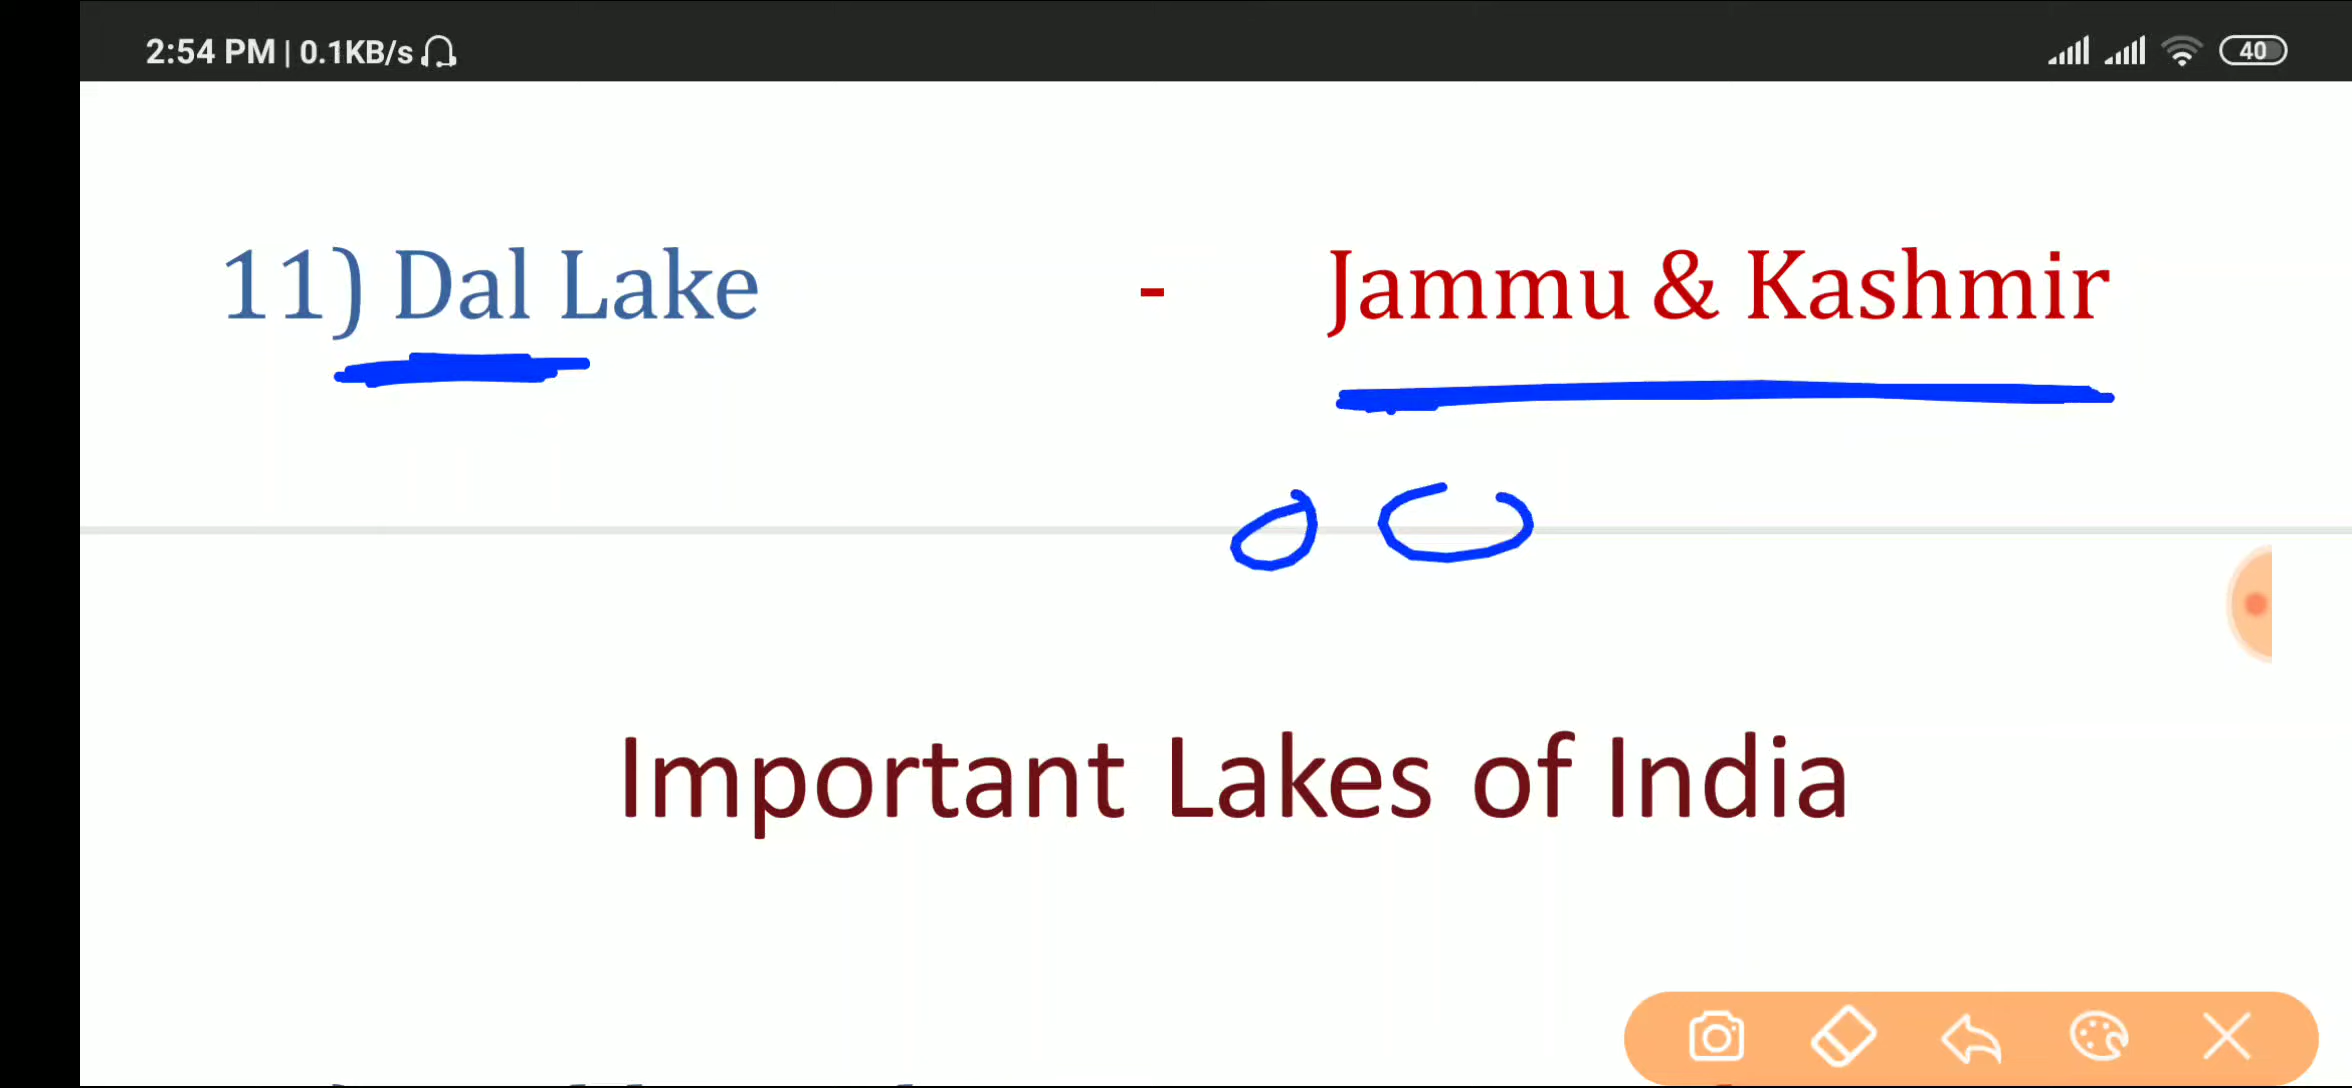 2:54 PM | 0.1KB/s 40
11) Dal Lake - Jammu & Kashmir
Important Lakes of India